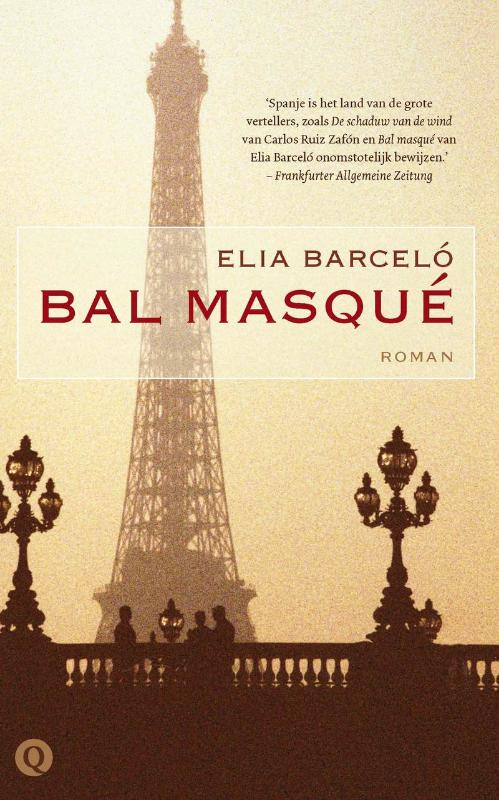 ‘Spanje is het land van de grote
vertellers, zoals De schaduw van de wind
van Carlos Ruiz Zafón en Bal masqué van
Elia Barceló onomstotelijk bewijzen.’
– Frankfurter Allgemeine Zeitung
ELIA BARCELÓ
BAL MASQUÉ
ROMAN
Q